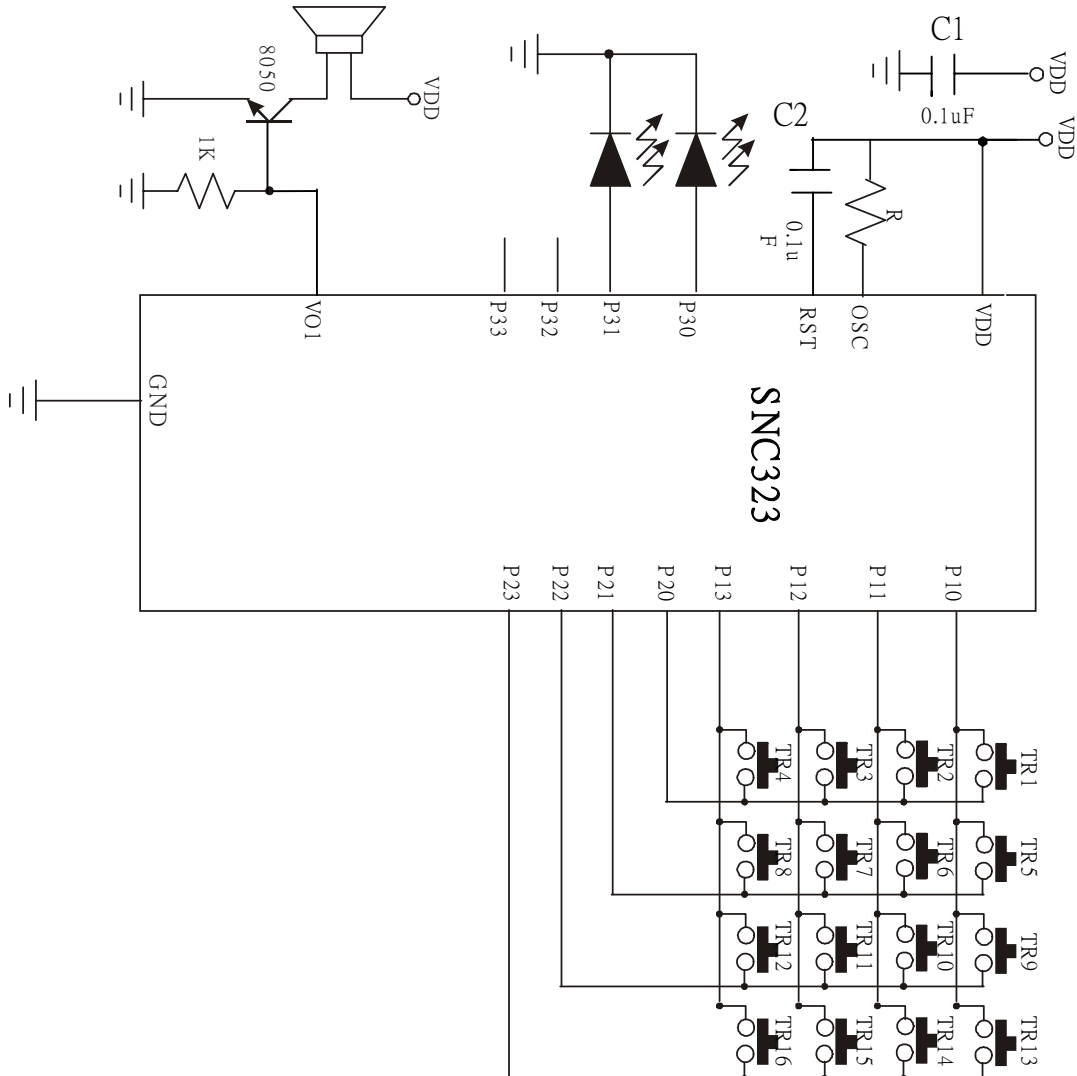 C1
VDD
0.1uF
VDD
C2
8050
VDD
1K
R
0.1u
F
VO1
P33
P32
P31
P30
RST
OSC
VDD
GND
SNC323
P23
P22
P21
P20
P13
P12
P11
P10
TR4
TR3
TR2
TR1
TR8
TR7
TR6
TR5
TR12
TR11
TR10
TR9
TR16
TR15
TR14
TR13